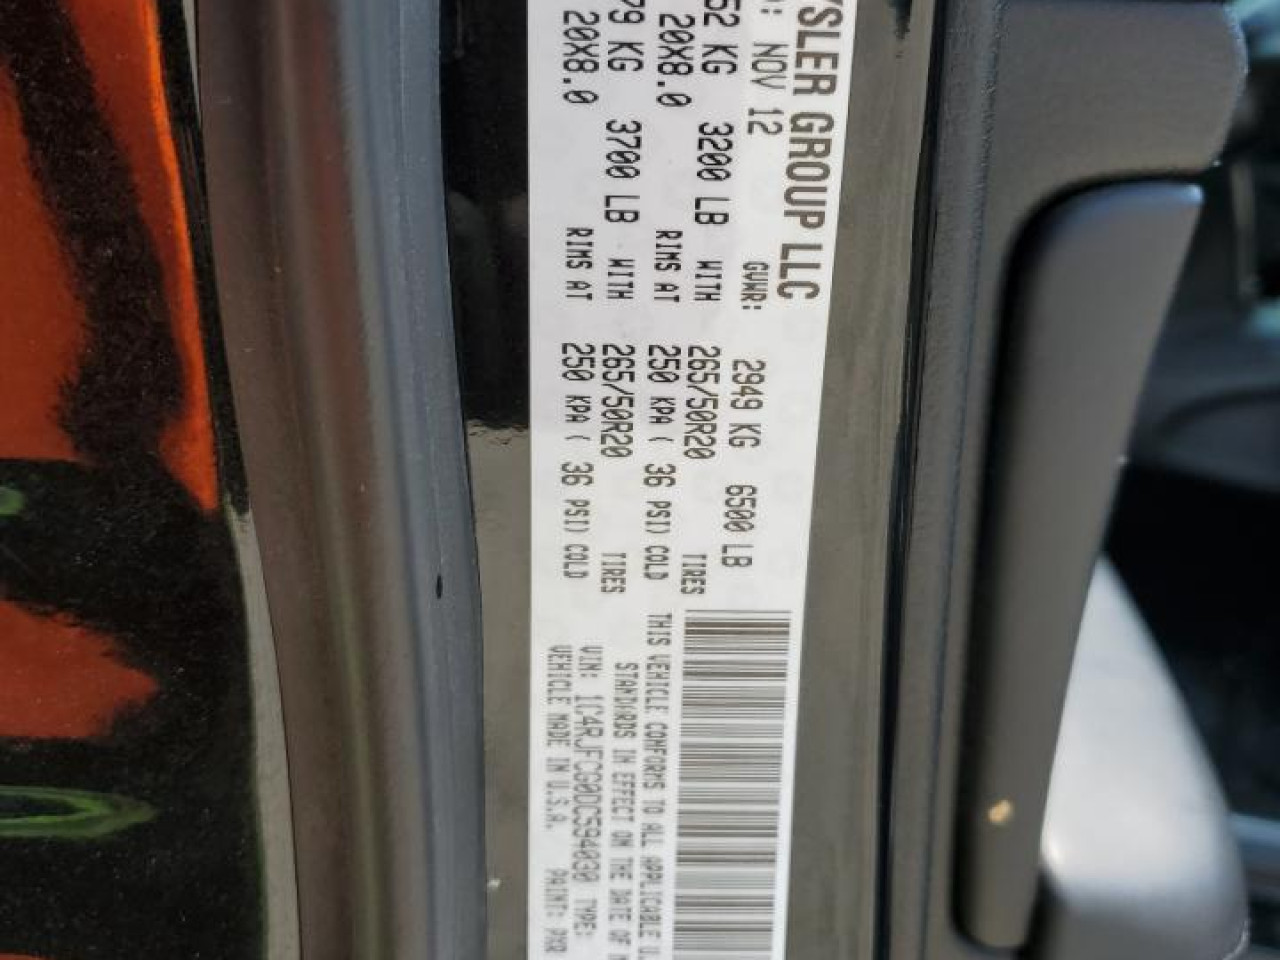 YSLER GROUP LLC
: NOV 12 GVWR: 2949 KG 6500 LB
52 KG 3200 LB WITH 265/50R20 TIRES
20X8.0 RIMS AT 250 KPA ( 36 PSI) COLD
79 KG 3700 LB WITH 265/50R20 TIRES
20X8.0 RIMS AT 250 KPA ( 36 PSI) COLD
THIS VEHICLE CONFORMS TO ALL APPLICABLE U.
STANDARDS IN EFFECT ON THE DATE OF
VIN: 1C4RJFCG0DC594030 TYPE:
VEHICLE MADE IN U.S.A. PAINT: PXR